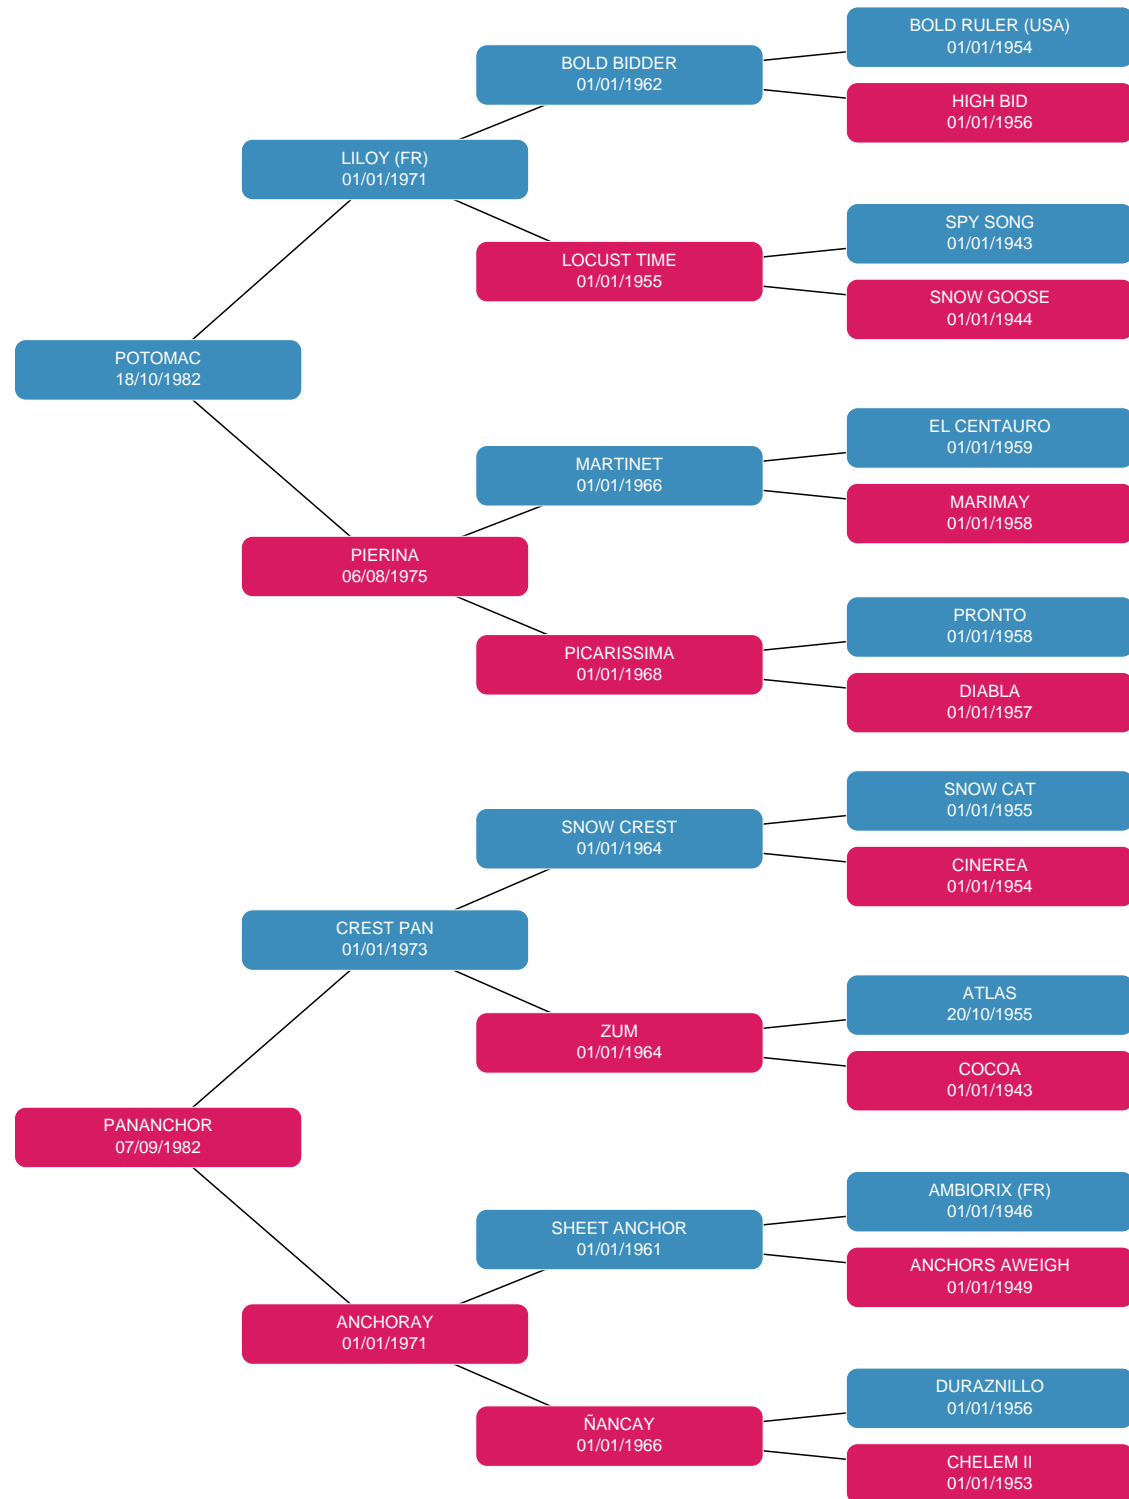 BOLD RULER (USA)
01/01/1954
BOLD BIDDER
01/01/1962
HIGH BID
01/01/1956
LILOY (FR)
01/01/1971
SPY SONG
01/01/1943
LOCUST TIME
01/01/1955
SNOW GOOSE
01/01/1944
POTOMAC
18/10/1982
EL CENTAURO
01/01/1959
MARTINET
01/01/1966
MARIMAY
01/01/1958
PIERINA
06/08/1975
PRONTO
01/01/1958
PICARISSIMA
01/01/1968
DIABLA
01/01/1957
SNOW CAT
01/01/1955
SNOW CREST
01/01/1964
CINEREA
01/01/1954
CREST PAN
01/01/1973
ATLAS
20/10/1955
ZUM
01/01/1964
COCOA
01/01/1943
PANANCHOR
07/09/1982
AMBIORIX (FR)
01/01/1946
SHEET ANCHOR
01/01/1961
ANCHORS AWEIGH
01/01/1949
ANCHORAY
01/01/1971
DURAZNILLO
01/01/1956
ÑANCAY
01/01/1966
CHELEM II
01/01/1953